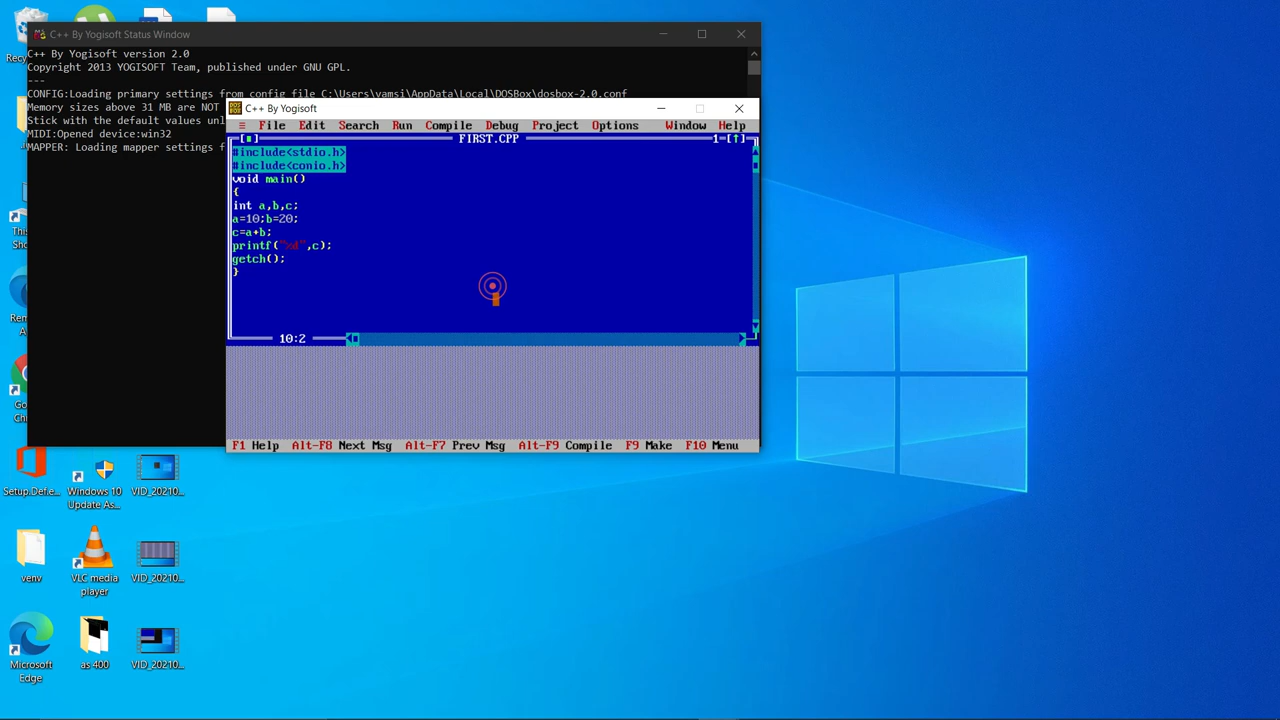 C++ By Yogisoft Status Window
C++ By Yogisoft version 2.0
Copyright 2013 YOGISOFT Team, published under GNU GPL.
---
CONFIG:Loading primary settings from config file C:\Users\vamsi\AppData\Local\DOSBox\dosbox-2.0.conf
Memory sizes above 31 MB are NOT
Stick with the default values
MIDI:Opened device:win32
MAPPER: Loading mapper settings
C++ By Yogisoft
≡ File Edit Search Run Compile Debug Project Options Window Help
FIRST.CPP 1=[↑]
#include<stdio.h>
#include<conio.h>
void main()
{
int a,b,c;
a=10;b=20;
c=a+b;
printf("%d",c);
getch();
}
10:2
F1 Help Alt-F8 Next Msg Alt-F7 Prev Msg Alt-F9 Compile F9 Make F10 Menu
Setup.Def.e...
Windows 10
Update As...
VID_20210...
venv
VLC media
player
VID_20210...
Microsoft
Edge
as 400
VID_20210...